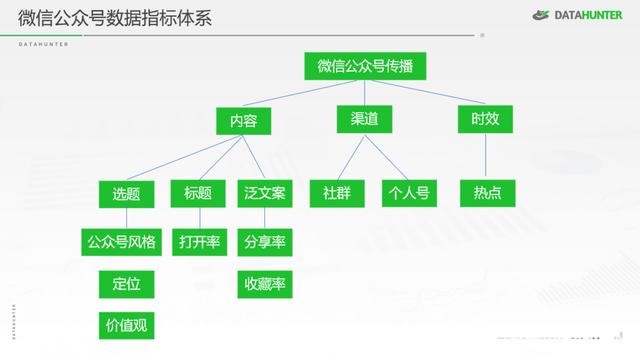 微信公众号数据指标体系
DATAHUNTER
DATAHUNTER
微信公众号传播
内容
渠道
时效
选题
标题
泛文案
社群
个人号
热点
公众号风格
打开率
分享率
定位
收藏率
价值观
DATAHUNTER